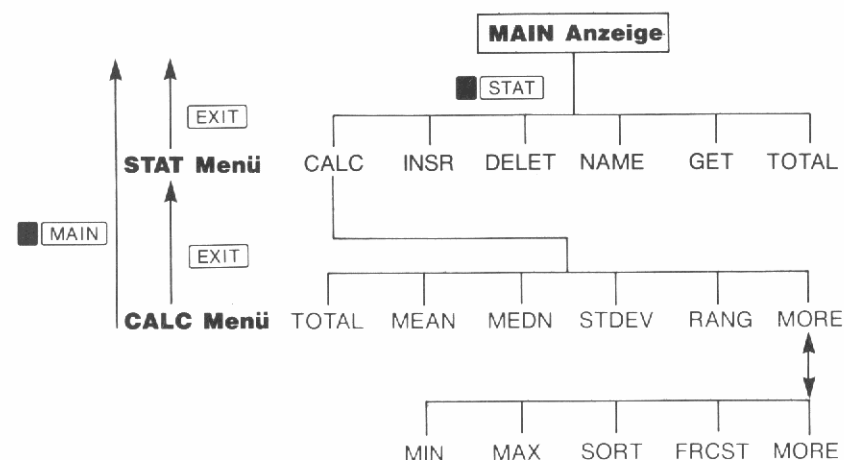 MAIN Anzeige
STAT
EXIT
STAT Menü CALC INSR DELET NAME GET TOTAL
MAIN
EXIT
CALC Menü TOTAL MEAN MEDN STDEV RANG MORE
MIN MAX SORT FRCST MORE